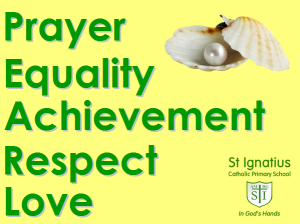 Prayer
Equality
Achievement
Respect
Love
St Ignatius
Catholic Primary School
In God's Hands